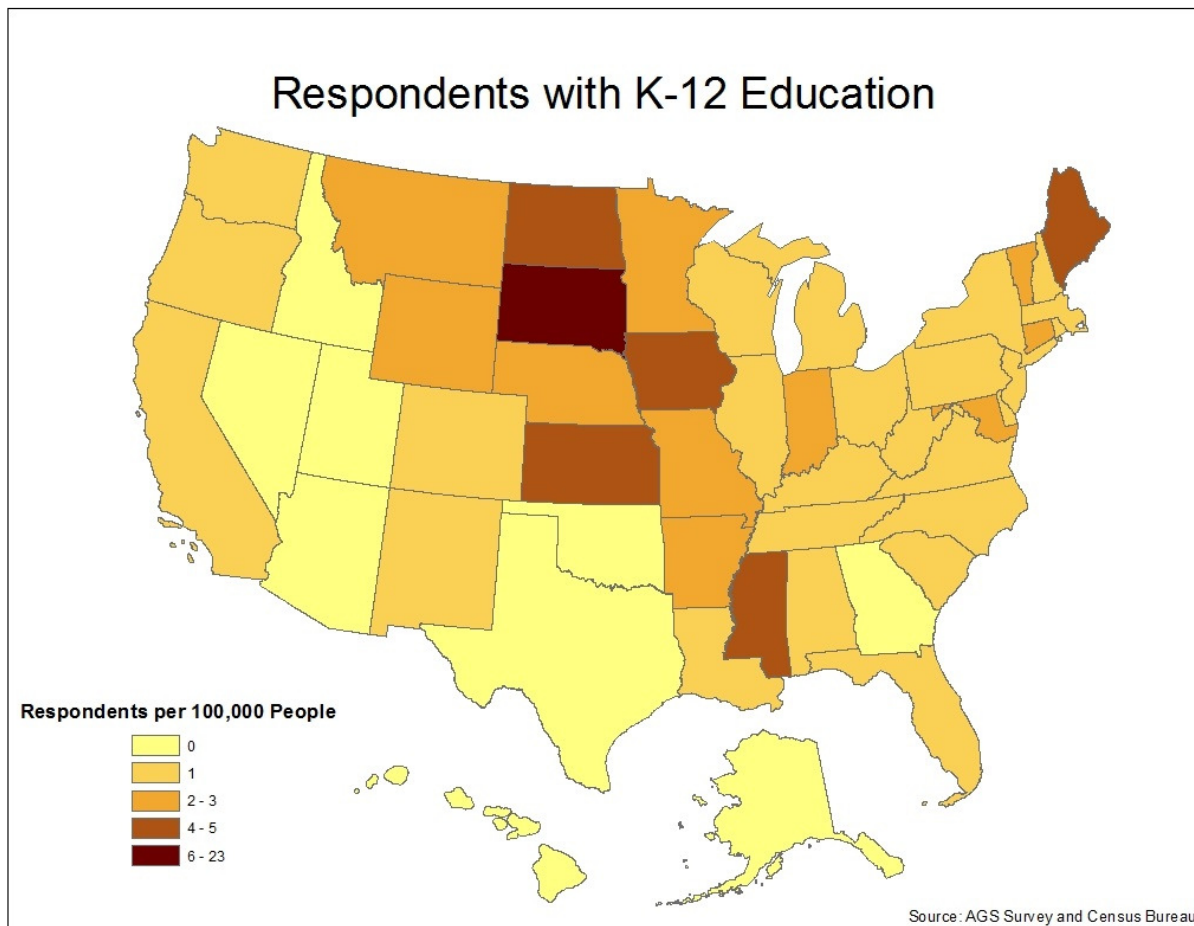 Respondents with K-12 Education
Respondents per 100,000 People
0
1
2 - 3
4 - 5
6 - 23
Source: AGS Survey and Census Bureau